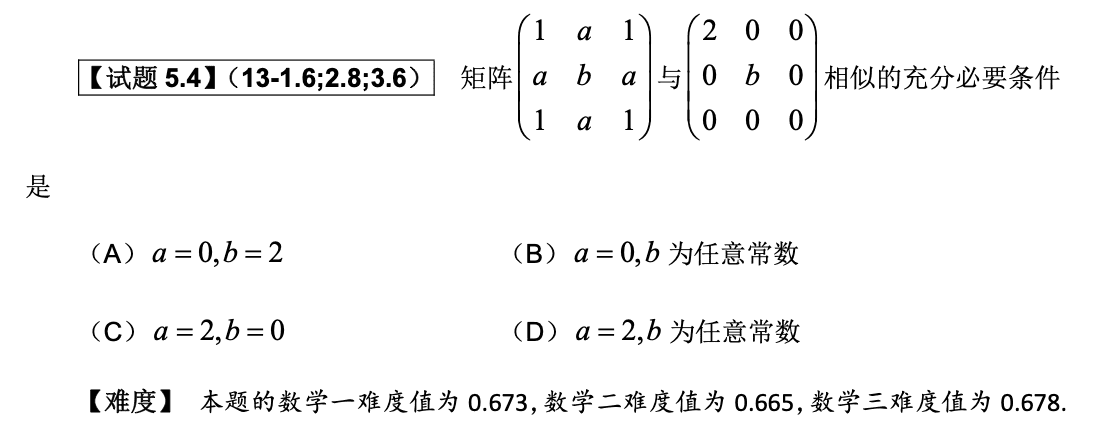 【试题 5.4】(13-1.6;2.8;3.6) 矩阵 $\begin{pmatrix} 1 & a & 1 \\ a & b & a \\ 1 & a & 1 \end{pmatrix}$ 与 $\begin{pmatrix} 2 & 0 & 0 \\ 0 & b & 0 \\ 0 & 0 & 0 \end{pmatrix}$ 相似的充分必要条件
是
(A) a = 0, b = 2 (B) a = 0, b 为任意常数
(C) a = 2, b = 0 (D) a = 2, b 为任意常数
【难度】 本题的数学一难度值为 0.673, 数学二难度值为 0.665, 数学三难度值为 0.678.